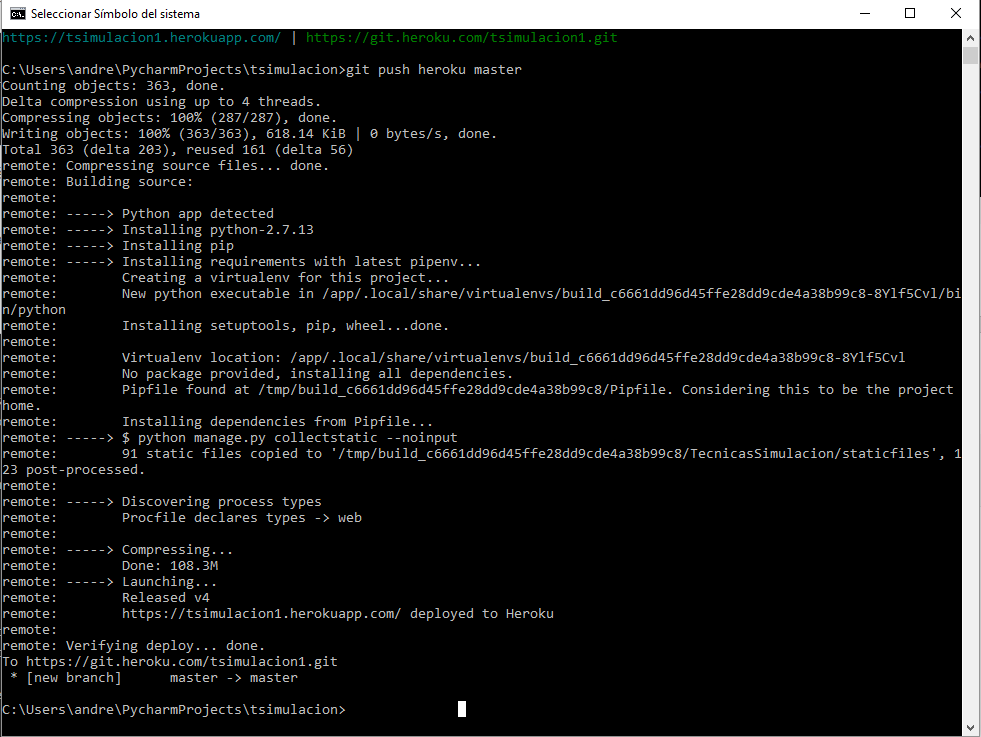 Seleccionar Símbolo del sistema
https://tsimulacion1.herokuapp.com/ | https://git.heroku.com/tsimulacion1.git
C:\Users\andre\PycharmProjects\tsimulacion>git push heroku master
Counting objects: 363, done.
Delta compression using up to 4 threads.
Compressing objects: 100% (287/287), done.
Writing objects: 100% (363/363), 618.14 KiB | 0 bytes/s, done.
Total 363 (delta 203), reused 161 (delta 56)
remote: Compressing source files... done.
remote: Building source:
remote:
remote: -----> Python app detected
remote: -----> Installing python-2.7.13
remote: -----> Installing pip
remote: -----> Installing requirements with latest pipenv...
remote:        Creating a virtualenv for this project...
remote:        New python executable in /app/.local/share/virtualenvs/build_c6661dd96d45ffe28dd9cde4a38b99c8-8Ylf5Cvl/bi
n/python
remote:        Installing setuptools, pip, wheel...done.
remote:
remote:        Virtualenv location: /app/.local/share/virtualenvs/build_c6661dd96d45ffe28dd9cde4a38b99c8-8Ylf5Cvl
remote:        No package provided, installing all dependencies.
remote:        Pipfile found at /tmp/build_c6661dd96d45ffe28dd9cde4a38b99c8/Pipfile. Considering this to be the project
home.
remote:        Installing dependencies from Pipfile...
remote: -----> $ python manage.py collectstatic --noinput
remote:        91 static files copied to '/tmp/build_c6661dd96d45ffe28dd9cde4a38b99c8/TecnicasSimulacion/staticfiles', 1
23 post-processed.
remote:
remote: -----> Discovering process types
remote:        Procfile declares types -> web
remote:
remote: -----> Compressing...
remote:        Done: 108.3M
remote: -----> Launching...
remote:        Released v4
remote:        https://tsimulacion1.herokuapp.com/ deployed to Heroku
remote:
remote: Verifying deploy... done.
To https://git.heroku.com/tsimulacion1.git
 * [new branch]      master -> master
C:\Users\andre\PycharmProjects\tsimulacion>